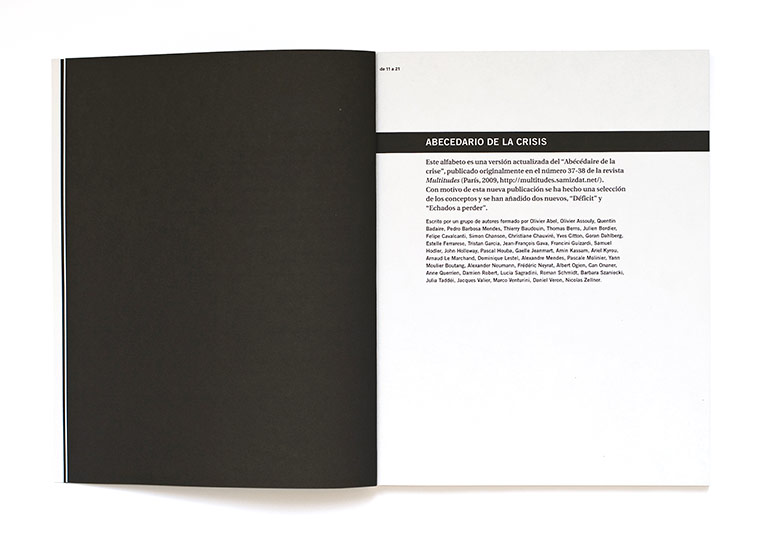 de 11 a 21
ABECEDARIO DE LA CRISIS
Este alfabeto es una versión actualizada del “Abécédaire de la
crise”, publicado originalmente en el número 37-38 de la revista
Multitudes (París, 2009, http://multitudes.samizdat.net/).
Con motivo de esta nueva publicación se ha hecho una selección
de los conceptos y se han añadido dos nuevos, “Déficit” y
“Echados a perder”.
Escrito por un grupo de autores formado por Olivier Abel, Olivier Assouly, Quentin
Badaire, Pedro Barbosa Mendes, Thierry Baudouin, Thomas Berns, Julien Berdier,
Felipe Cavalcanti, Simon Chanson, Christiane Chauviré, Yves Citton, Göran Dahlberg,
Estelle Ferrarese, Tristan Garcia, Jean-François Gava, Francini Guizardi, Samuel
Hodler, John Holloway, Pascal Houba, Gaelle Jeanmart, Amin Kassam, Ariel Kyrou,
Arnaud Le Marchand, Dominique Lestel, Alexandre Mendes, Pascale Molinier, Yann
Moulier Boutang, Alexander Neumann, Frédéric Neyrat, Albert Ogien, Can Onaner,
Anne Querrien, Damien Robert, Lucia Sagradini, Roman Schmidt, Barbara Szaniecki,
Julia Taddéi, Jacques Valier, Marco Venturini, Daniel Veron, Nicolas Zellner.